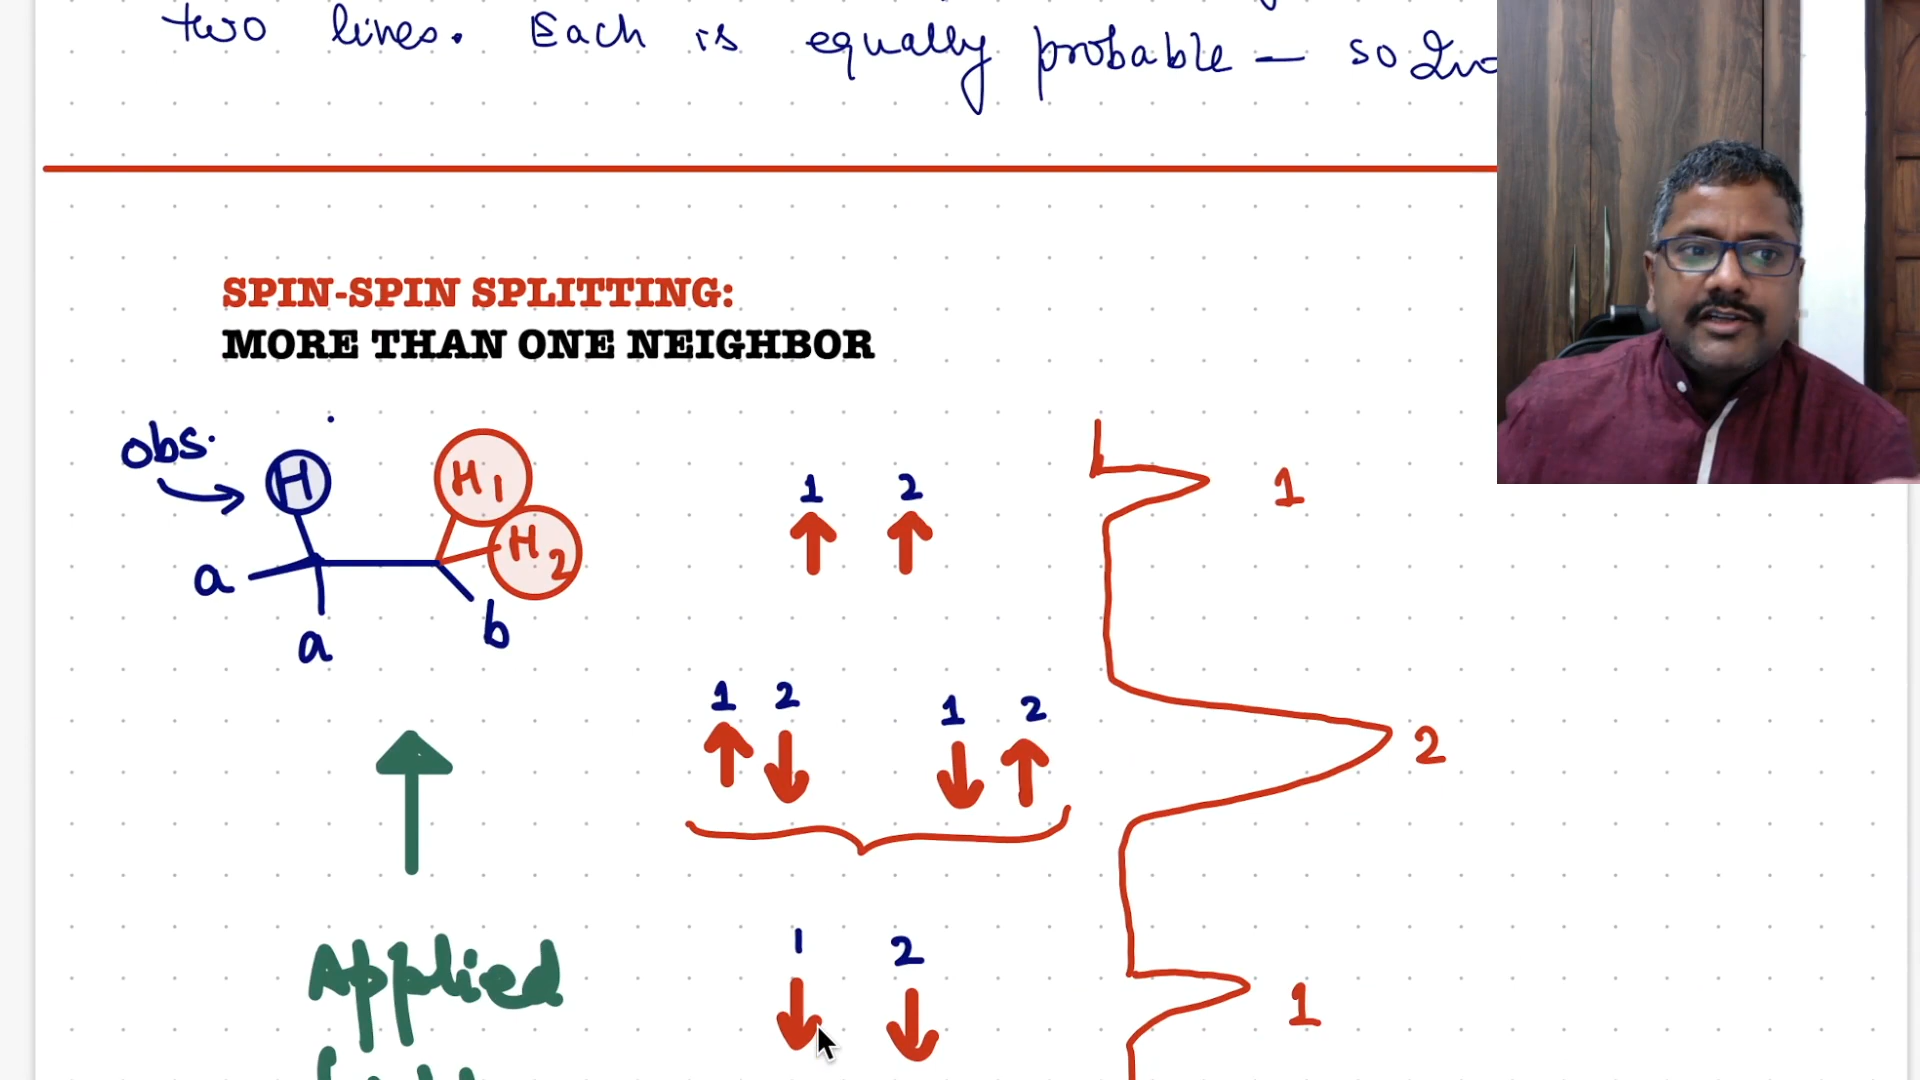 two lines. Each is equally probable — so
SPIN-SPIN SPLITTING:
MORE THAN ONE NEIGHBOR
obs.
H
H1
H2
a
a
b
1 2
1
1 2 1 2
2
Applied
1 2
1